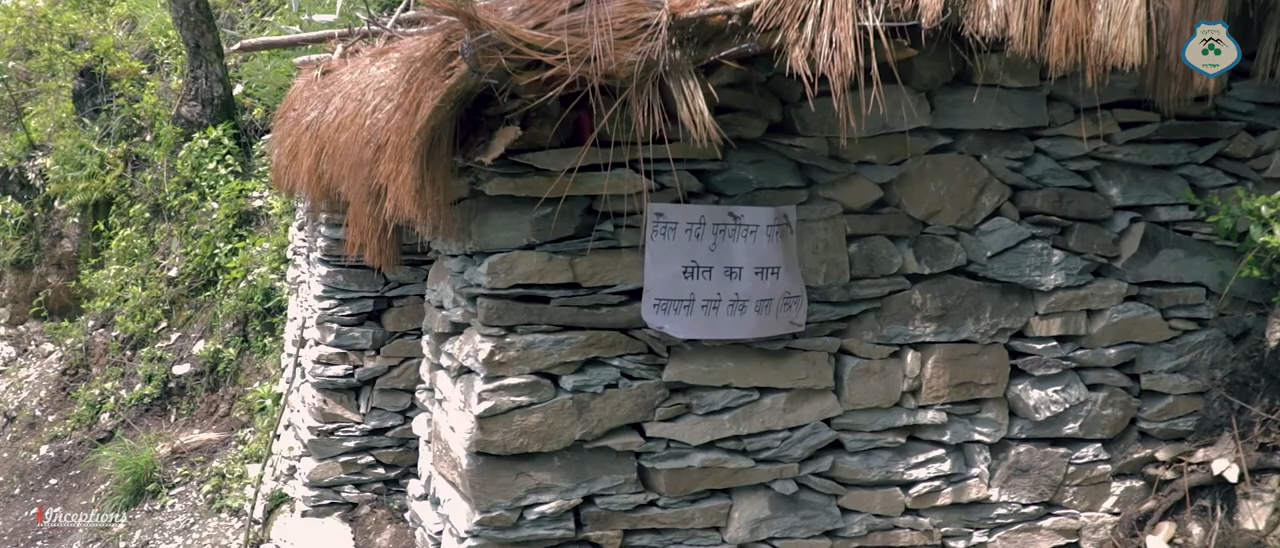 हेवल नदी पुनर्जीवन
स्रोत का नाम
नवापानी नामे तोक धारा (स्प्रिंग)
Inceptions